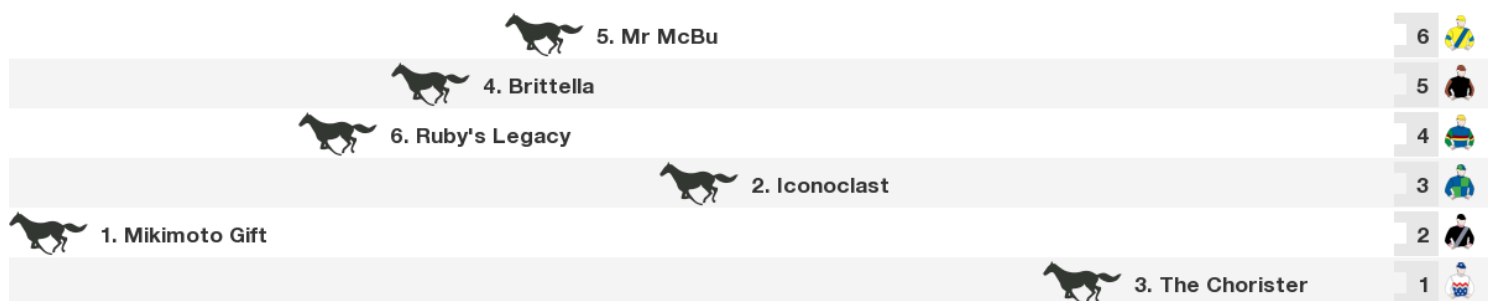 5. Mr McBu 6
4. Brittella 5
6. Ruby's Legacy 4
2. Iconoclast 3
1. Mikimoto Gift 2
3. The Chorister 1